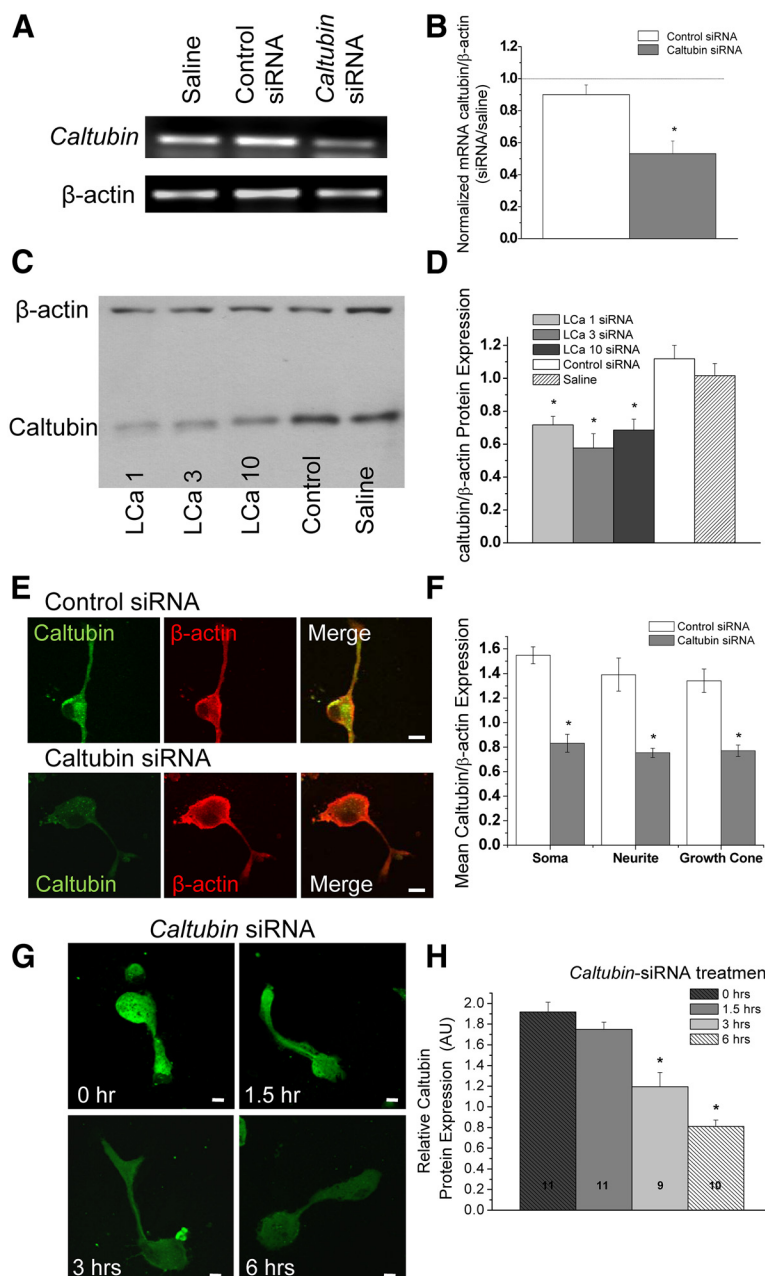 A
Saline
Control
siRNA
Caltubin
siRNA
Caltubin
β-actin
B
Control siRNA
Caltubin siRNA
Normalized mRNA caltubin/β-actin
(siRNA/saline)
1.2
1.0
0.8
0.6
0.4
0.2
0.0
*
C
β-actin
Caltubin
LCa 1
LCa 3
LCa 10
Control
Saline
D
LCa 1 siRNA
LCa 3 siRNA
LCa 10 siRNA
Control siRNA
Saline
caltubin/β-actin Protein Expression
1.2
1.0
0.8
0.6
0.4
0.2
0.0
* * *
E
Control siRNA
Caltubin
β-actin
Merge
Caltubin siRNA
Caltubin
β-actin
Merge
F
Control siRNA
Caltubin siRNA
Mean Caltubin/β-actin Expression
1.6
1.4
1.2
1.0
0.8
0.6
0.4
0.2
0.0
* * *
Soma Neurite Growth Cone
Caltubin siRNA
G
0 hr
1.5 hr
3 hrs
6 hrs
H
Caltubin-siRNA treatmen
0 hrs
1.5 hrs
3 hrs
6 hrs
Relative Caltubin
Protein Expression (AU)
2.0
1.8
1.6
1.4
1.2
1.0
0.8
0.6
0.4
0.2
0.0
* *
11 11 9 10